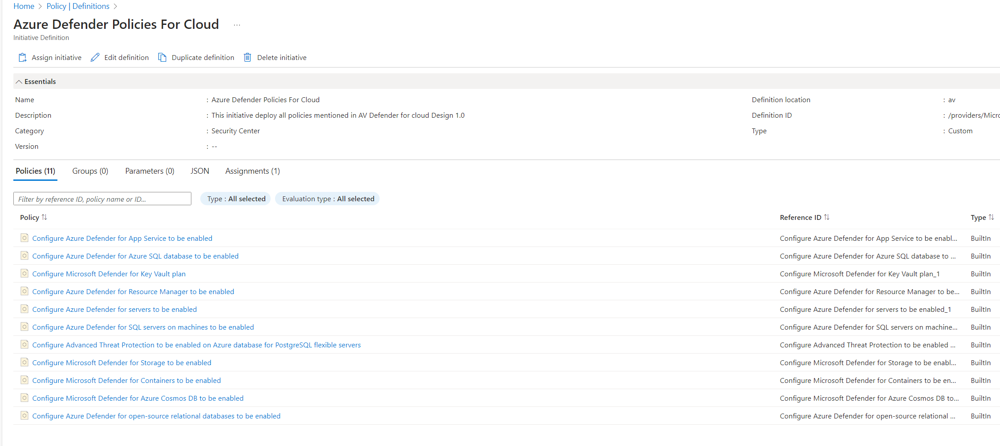 Home > Policy | Definitions >
Azure Defender Policies For Cloud ...
Initiative Definition
Assign initiative Edit definition Duplicate definition Delete initiative
Essentials
Name : Azure Defender Policies For Cloud Definition location : av
Description : This initiative deploy all policies mentioned in AV Defender for cloud Design 1.0 Definition ID : /providers/Micro
Category : Security Center Type : Custom
Version : --
Policies (11) Groups (0) Parameters (0) JSON Assignments (1)
Filter by reference ID, policy name or ID... Type : All selected Evaluation type : All selected
Policy Reference ID Type
Configure Azure Defender for App Service to be enabled Configure Azure Defender for App Service to be enabl... BuiltIn
Configure Azure Defender for Azure SQL database to be enabled Configure Azure Defender for Azure SQL database to ... BuiltIn
Configure Microsoft Defender for Key Vault plan Configure Microsoft Defender for Key Vault plan_1 BuiltIn
Configure Azure Defender for Resource Manager to be enabled Configure Azure Defender for Resource Manager to be... BuiltIn
Configure Azure Defender for servers to be enabled Configure Azure Defender for servers to be enabled_1 BuiltIn
Configure Azure Defender for SQL servers on machines to be enabled Configure Azure Defender for SQL servers on machine... BuiltIn
Configure Advanced Threat Protection to be enabled on Azure database for PostgreSQL flexible servers Configure Advanced Threat Protection to be enabled ... BuiltIn
Configure Microsoft Defender for Storage to be enabled Configure Microsoft Defender for Storage to be enabl... BuiltIn
Configure Microsoft Defender for Containers to be enabled Configure Microsoft Defender for Containers to be en... BuiltIn
Configure Microsoft Defender for Azure Cosmos DB to be enabled Configure Microsoft Defender for Azure Cosmos DB to... BuiltIn
Configure Azure Defender for open-source relational databases to be enabled Configure Azure Defender for open-source relational ... BuiltIn